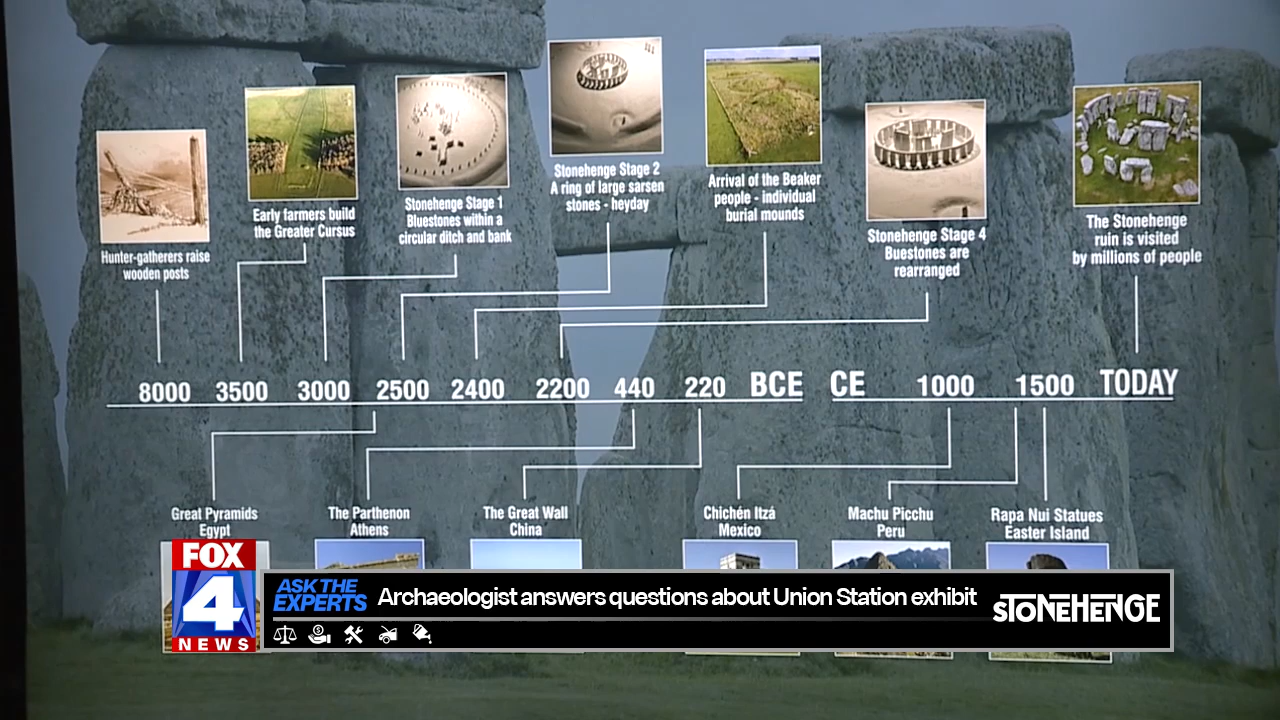 Hunter-gatherers raise
wooden posts
Early farmers build
the Greater Cursus
Stonehenge Stage 1
Bluestones within a
circular ditch and bank
Stonehenge Stage 2
A ring of large sarsen
stones - heyday
Arrival of the Beaker
people - individual
burial mounds
Stonehenge Stage 4
Buestones are
rearranged
The Stonehenge
ruin is visited
by millions of people
8000 3500 3000 2500 2400 2200 440 220 BCE CE 1000 1500 TODAY
Great Pyramids
Egypt
The Parthenon
Athens
The Great Wall
China
Chichén Itzá
Mexico
Machu Picchu
Peru
Rapa Nui Statues
Easter Island
FOX
4
NEWS
ASK THE
EXPERTS
Archaeologist answers questions about Union Station exhibit
STONEHENGE